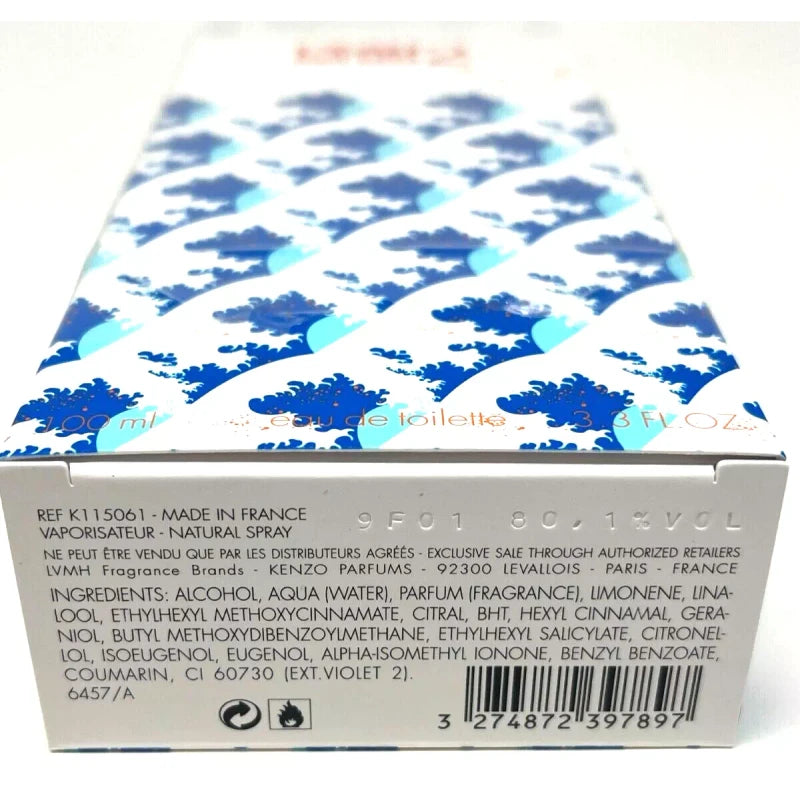 100 ml eau de toilette 3.3 FL.OZ.
REF K115061 - MADE IN FRANCE
VAPORISATEUR - NATURAL SPRAY
9F01 80,1%VOL
NE PEUT ÊTRE VENDU QUE PAR LES DISTRIBUTEURS AGRÉÉS - EXCLUSIVE SALE THROUGH AUTHORIZED RETAILERS
LVMH Fragrance Brands - KENZO PARFUMS - 92300 LEVALLOIS - PARIS - FRANCE
INGREDIENTS: ALCOHOL, AQUA (WATER), PARFUM (FRAGRANCE), LIMONENE, LINA-
LOOL, ETHYLHEXYL METHOXYCINNAMATE, CITRAL, BHT, HEXYL CINNAMAL, GERA-
NIOL, BUTYL METHOXYDIBENZOYLMETHANE, ETHYLHEXYL SALICYLATE, CITRONEL-
LOL, ISOEUGENOL, EUGENOL, ALPHA-ISOMETHYL IONONE, BENZYL BENZOATE,
COUMARIN, CI 60730 (EXT.VIOLET 2).
6457/A
3 274872 397897